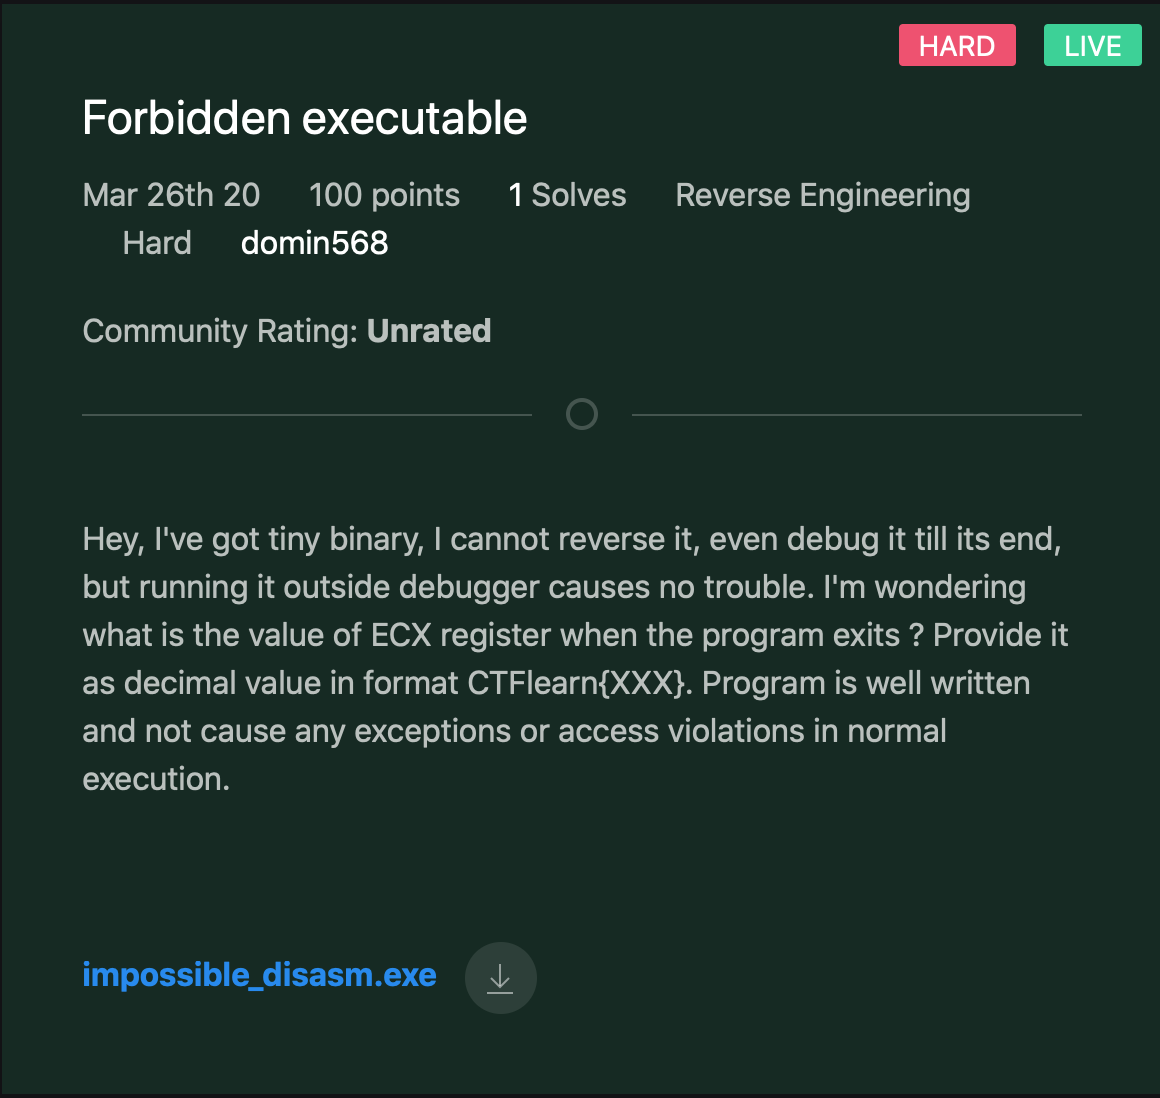 HARD LIVE
Forbidden executable
Mar 26th 20 100 points 1 Solves Reverse Engineering
Hard domin568
Community Rating: Unrated
Hey, I've got tiny binary, I cannot reverse it, even debug it till its end,
but running it outside debugger causes no trouble. I'm wondering
what is the value of ECX register when the program exits ? Provide it
as decimal value in format CTFlearn{XXX}. Program is well written
and not cause any exceptions or access violations in normal
execution.
impossible_disasm.exe